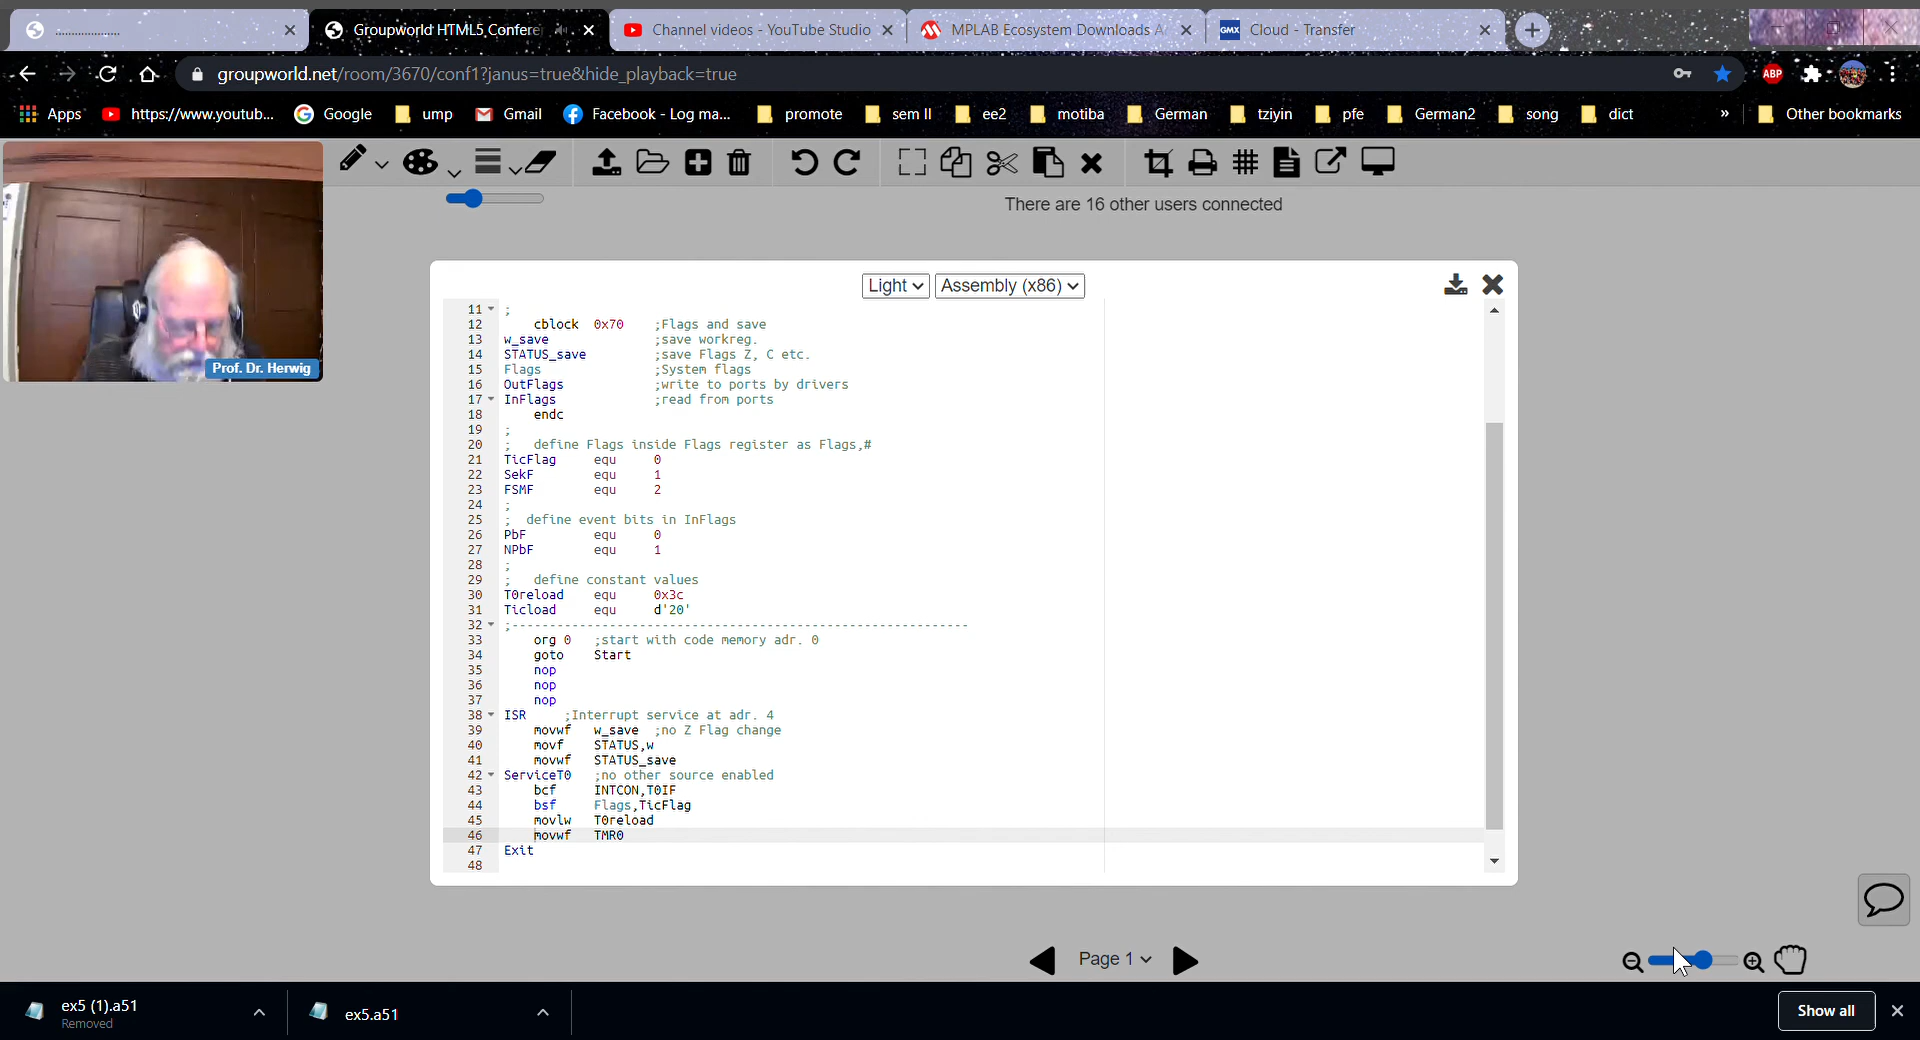 ....................
Groupworld HTML5 Confere
Channel videos - YouTube Studio
MPLAB Ecosystem Downloads A
GMX
Cloud - Transfer
groupworld.net/room/3670/conf1?janus=true&hide_playback=true
ABP
Apps
https://www.youtub...
Google
ump
Gmail
Facebook - Log ma...
promote
sem II
ee2
motiba
German
tziyin
pfe
German2
song
dict
»
Other bookmarks
There are 16 other users connected
Prof. Dr. Herwig
Light
Assembly (x86)
11 ;
12 cblock 0x70 ;Flags and save
13 w_save ;save workreg.
14 STATUS_save ;save Flags Z, C etc.
15 Flags ;System flags
16 OutFlags ;write to ports by drivers
17 InFlags ;read from ports
18 endc
19 ;
20 ; define Flags inside Flags register as Flags,#
21 TicFlag equ 0
22 SekF equ 1
23 FSMF equ 2
24 ;
25 ; define event bits in InFlags
26 PbF equ 0
27 NPbF equ 1
28 ;
29 ; define constant values
30 T0reload equ 0x3c
31 Ticload equ d'20'
32 ;-------------------------------------------------------------
33 org 0 ;start with code memory adr. 0
34 goto Start
35 nop
36 nop
37 nop
38 ISR ;Interrupt service at adr. 4
39 movwf w_save ;no Z Flag change
40 movf STATUS,w
41 movwf STATUS_save
42 ServiceT0 ;no other source enabled
43 bcf INTCON,T0IF
44 bsf Flags,TicFlag
45 movlw T0reload
46 movwf TMR0
47 Exit
48
Page 1
ex5 (1).a51
Removed
ex5.a51
Show all